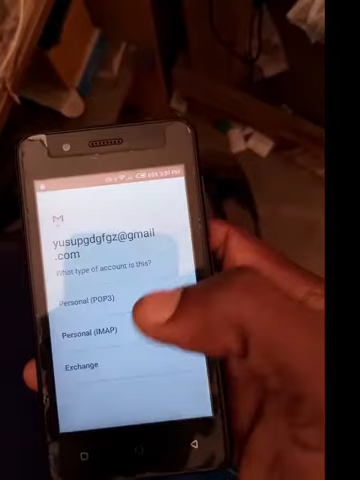 yusupgdgfgz@gmail
.com
What type of account is this?
Personal (POP3)
Personal (IMAP)
Exchange